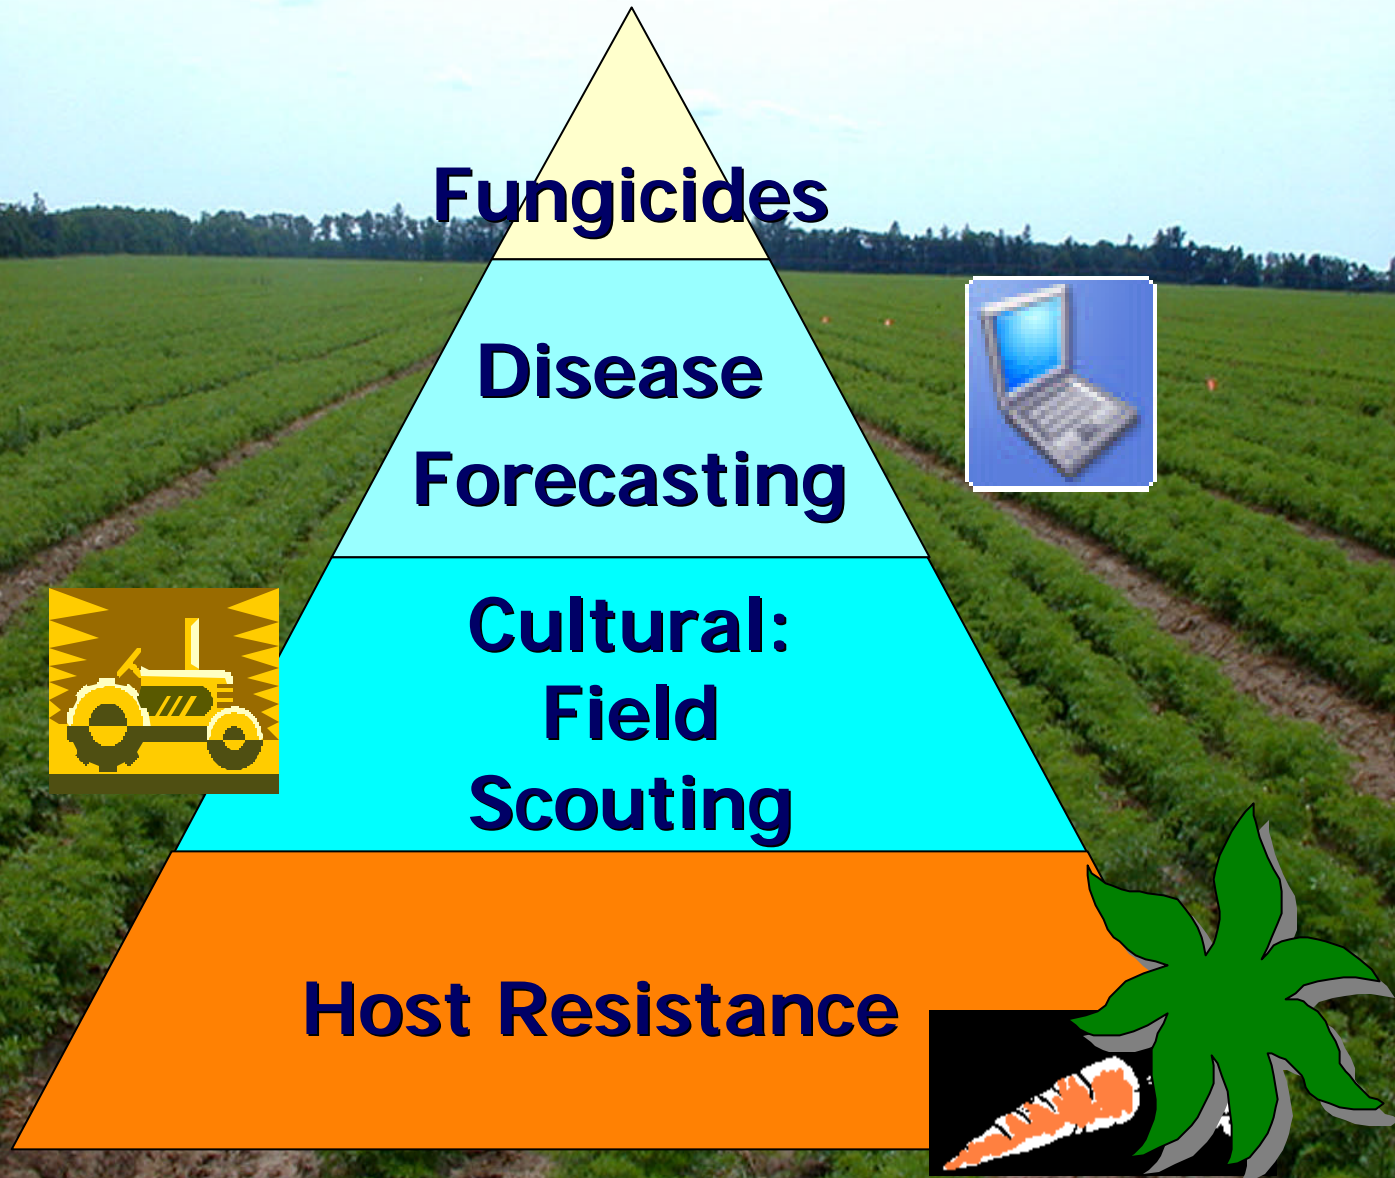 Fungicides
Disease
Forecasting
Cultural:
Field
Scouting
Host Resistance